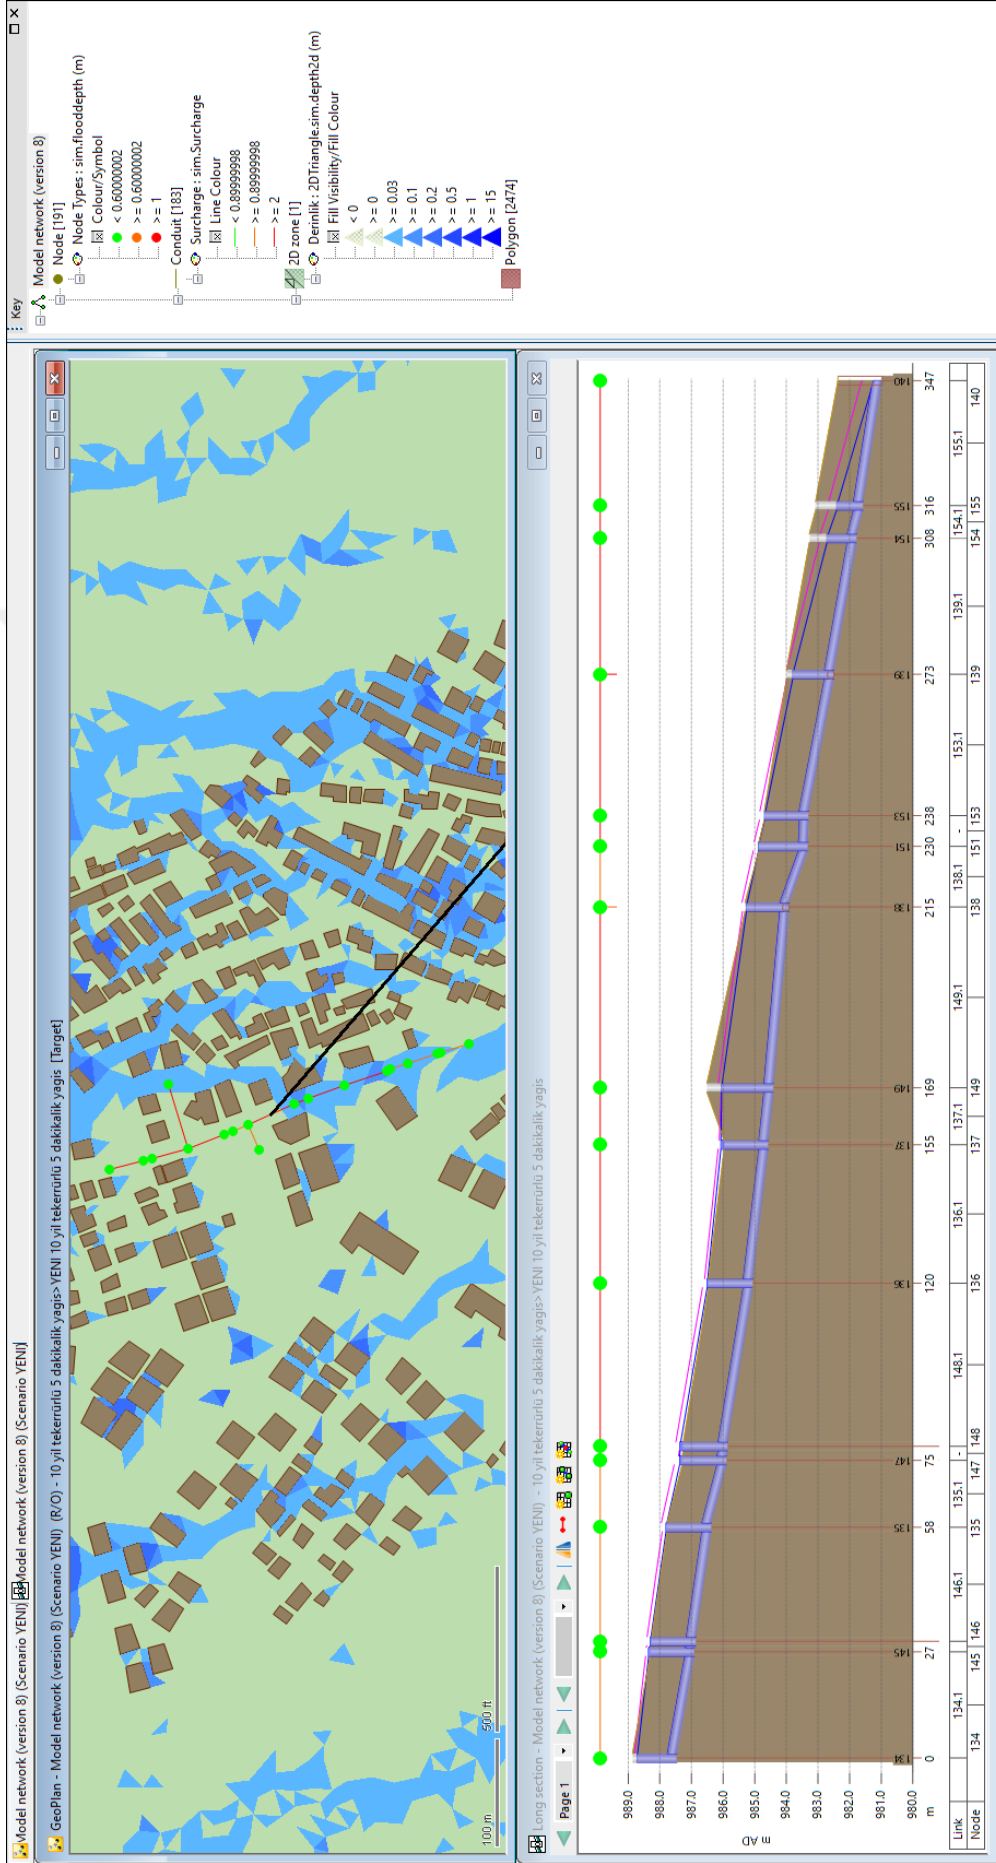 Model network (version 8) (Scenario YENI)
Model network (version 8) (Scenario YENI)
GeoPlan - Model network (version 8) (Scenario YENI) (R/O) - 10 yil tekerrürlü 5 dakikalik yagis> YENI 10 yil tekerrürlü 5 dakikalik yagis [Target]
100 m
500 ft
Long section - Model network (version 8) (Scenario YENI) - 10 yil tekerrürlü 5 dakikalik yagis> YENI 10 yil tekerrürlü 5 dakikalik yagis
Page 1
989.0
988.0
987.0
986.0
985.0
984.0
983.0
982.0
981.0
980.0
m AD
134 145 147 135 136 137 149 138 151 153 139 154 155 140
m 0 27 58 75 120 155 169 215 230 238 273 308 316 347
Link 134.1 146.1 135.1 - 148.1 136.1 137.1 149.1 138.1 - 153.1 139.1 154.1 155.1
Node 134 145 146 135 147 148 136 137 149 138 151 153 139 154 155 140
Key
Model network (version 8)
Node [191]
Node Types : sim.flooddepth (m)
Colour/Symbol
< 0.60000002
>= 0.60000002
>= 1
Conduit [183]
Surcharge : sim.Surcharge
Line Colour
< 0.89999998
>= 0.89999998
>= 2
2D zone [1]
Derinlik : 2DTriangle.sim.depth2d (m)
Fill Visibility/Fill Colour
< 0
>= 0
>= 0.03
>= 0.1
>= 0.2
>= 0.5
>= 1
>= 15
Polygon [2474]